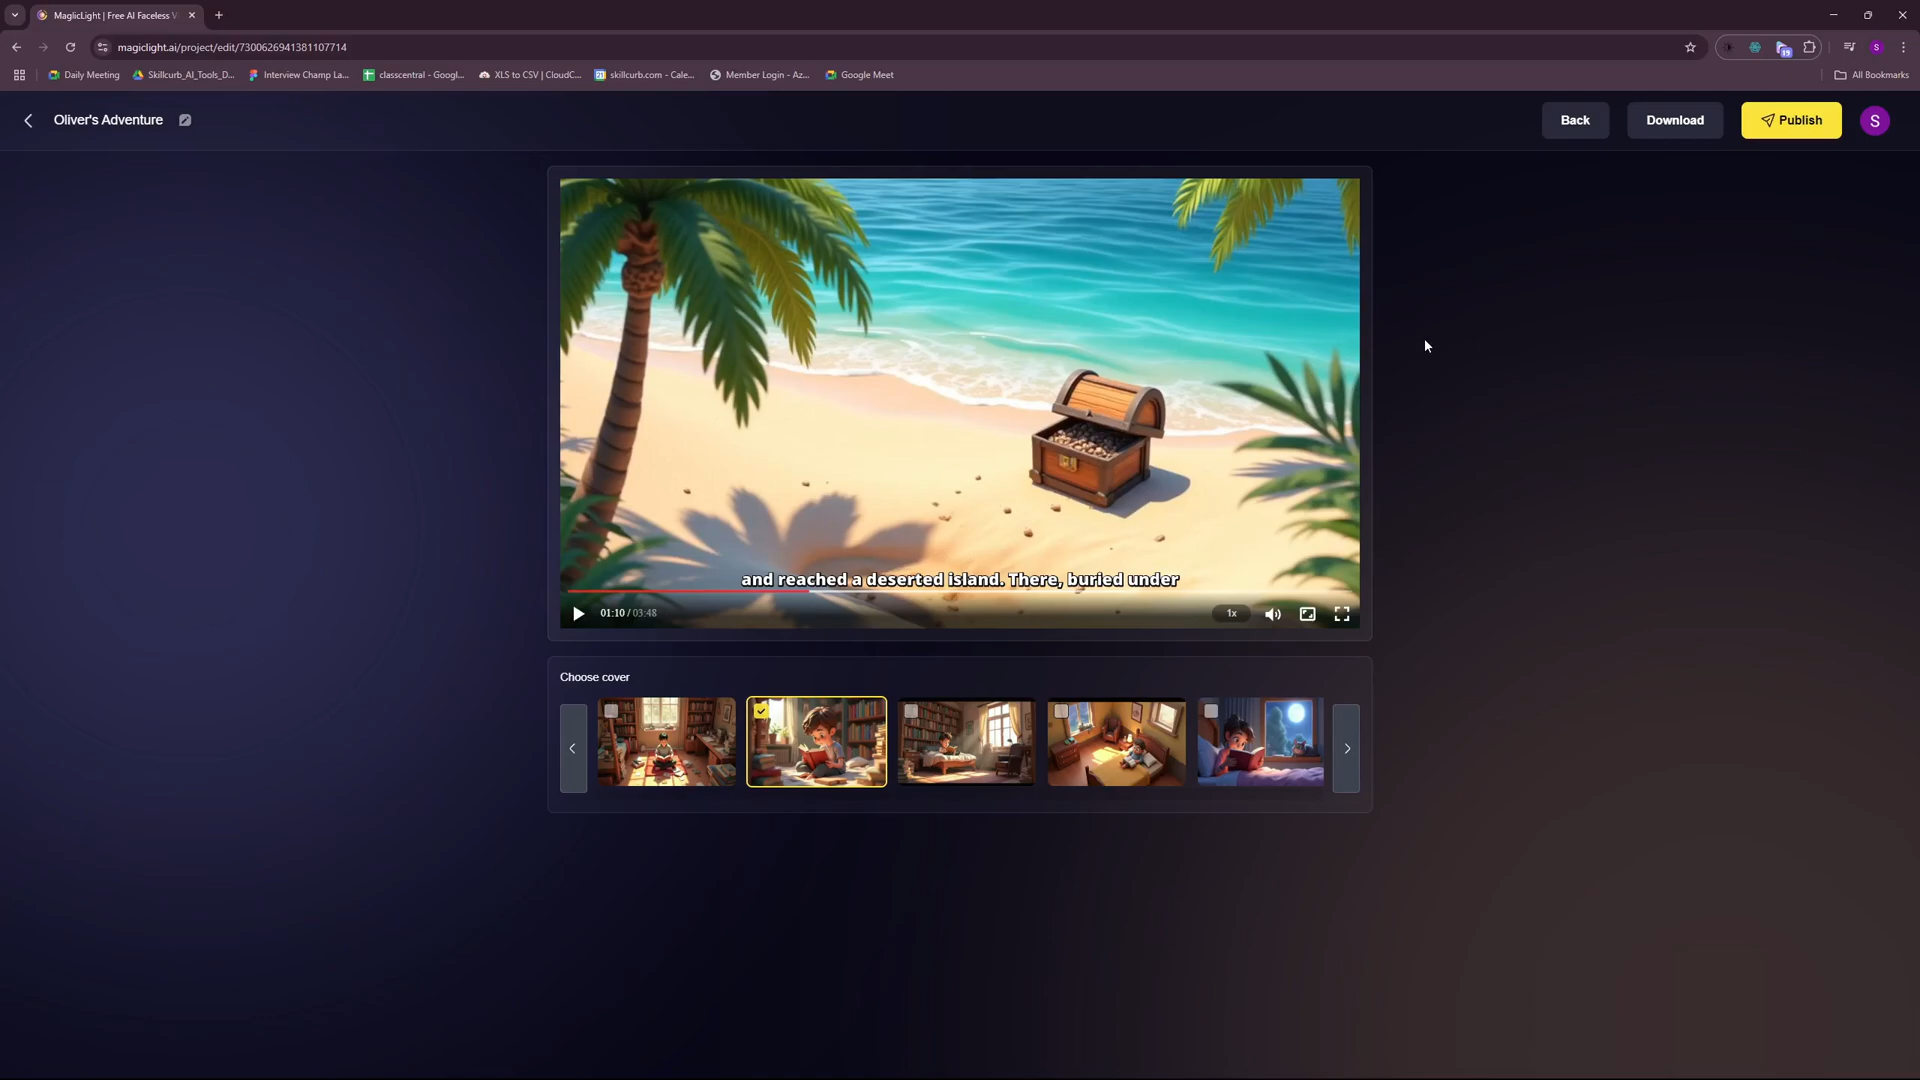 MagicLight | Free AI Faceless V
magiclight.ai/project/edit/7300626941381107714
19
S
Daily Meeting
Skillcurb_AI_Tools_D...
Interview Champ La...
classcentral - Googl...
XLS to CSV | CloudC...
skillcurb.com - Cale...
Member Login - Az...
Google Meet
All Bookmarks
Oliver's Adventure
Back
Download
Publish
S
and reached a deserted island. There, buried under
01:10 / 03:48
1x
Choose cover